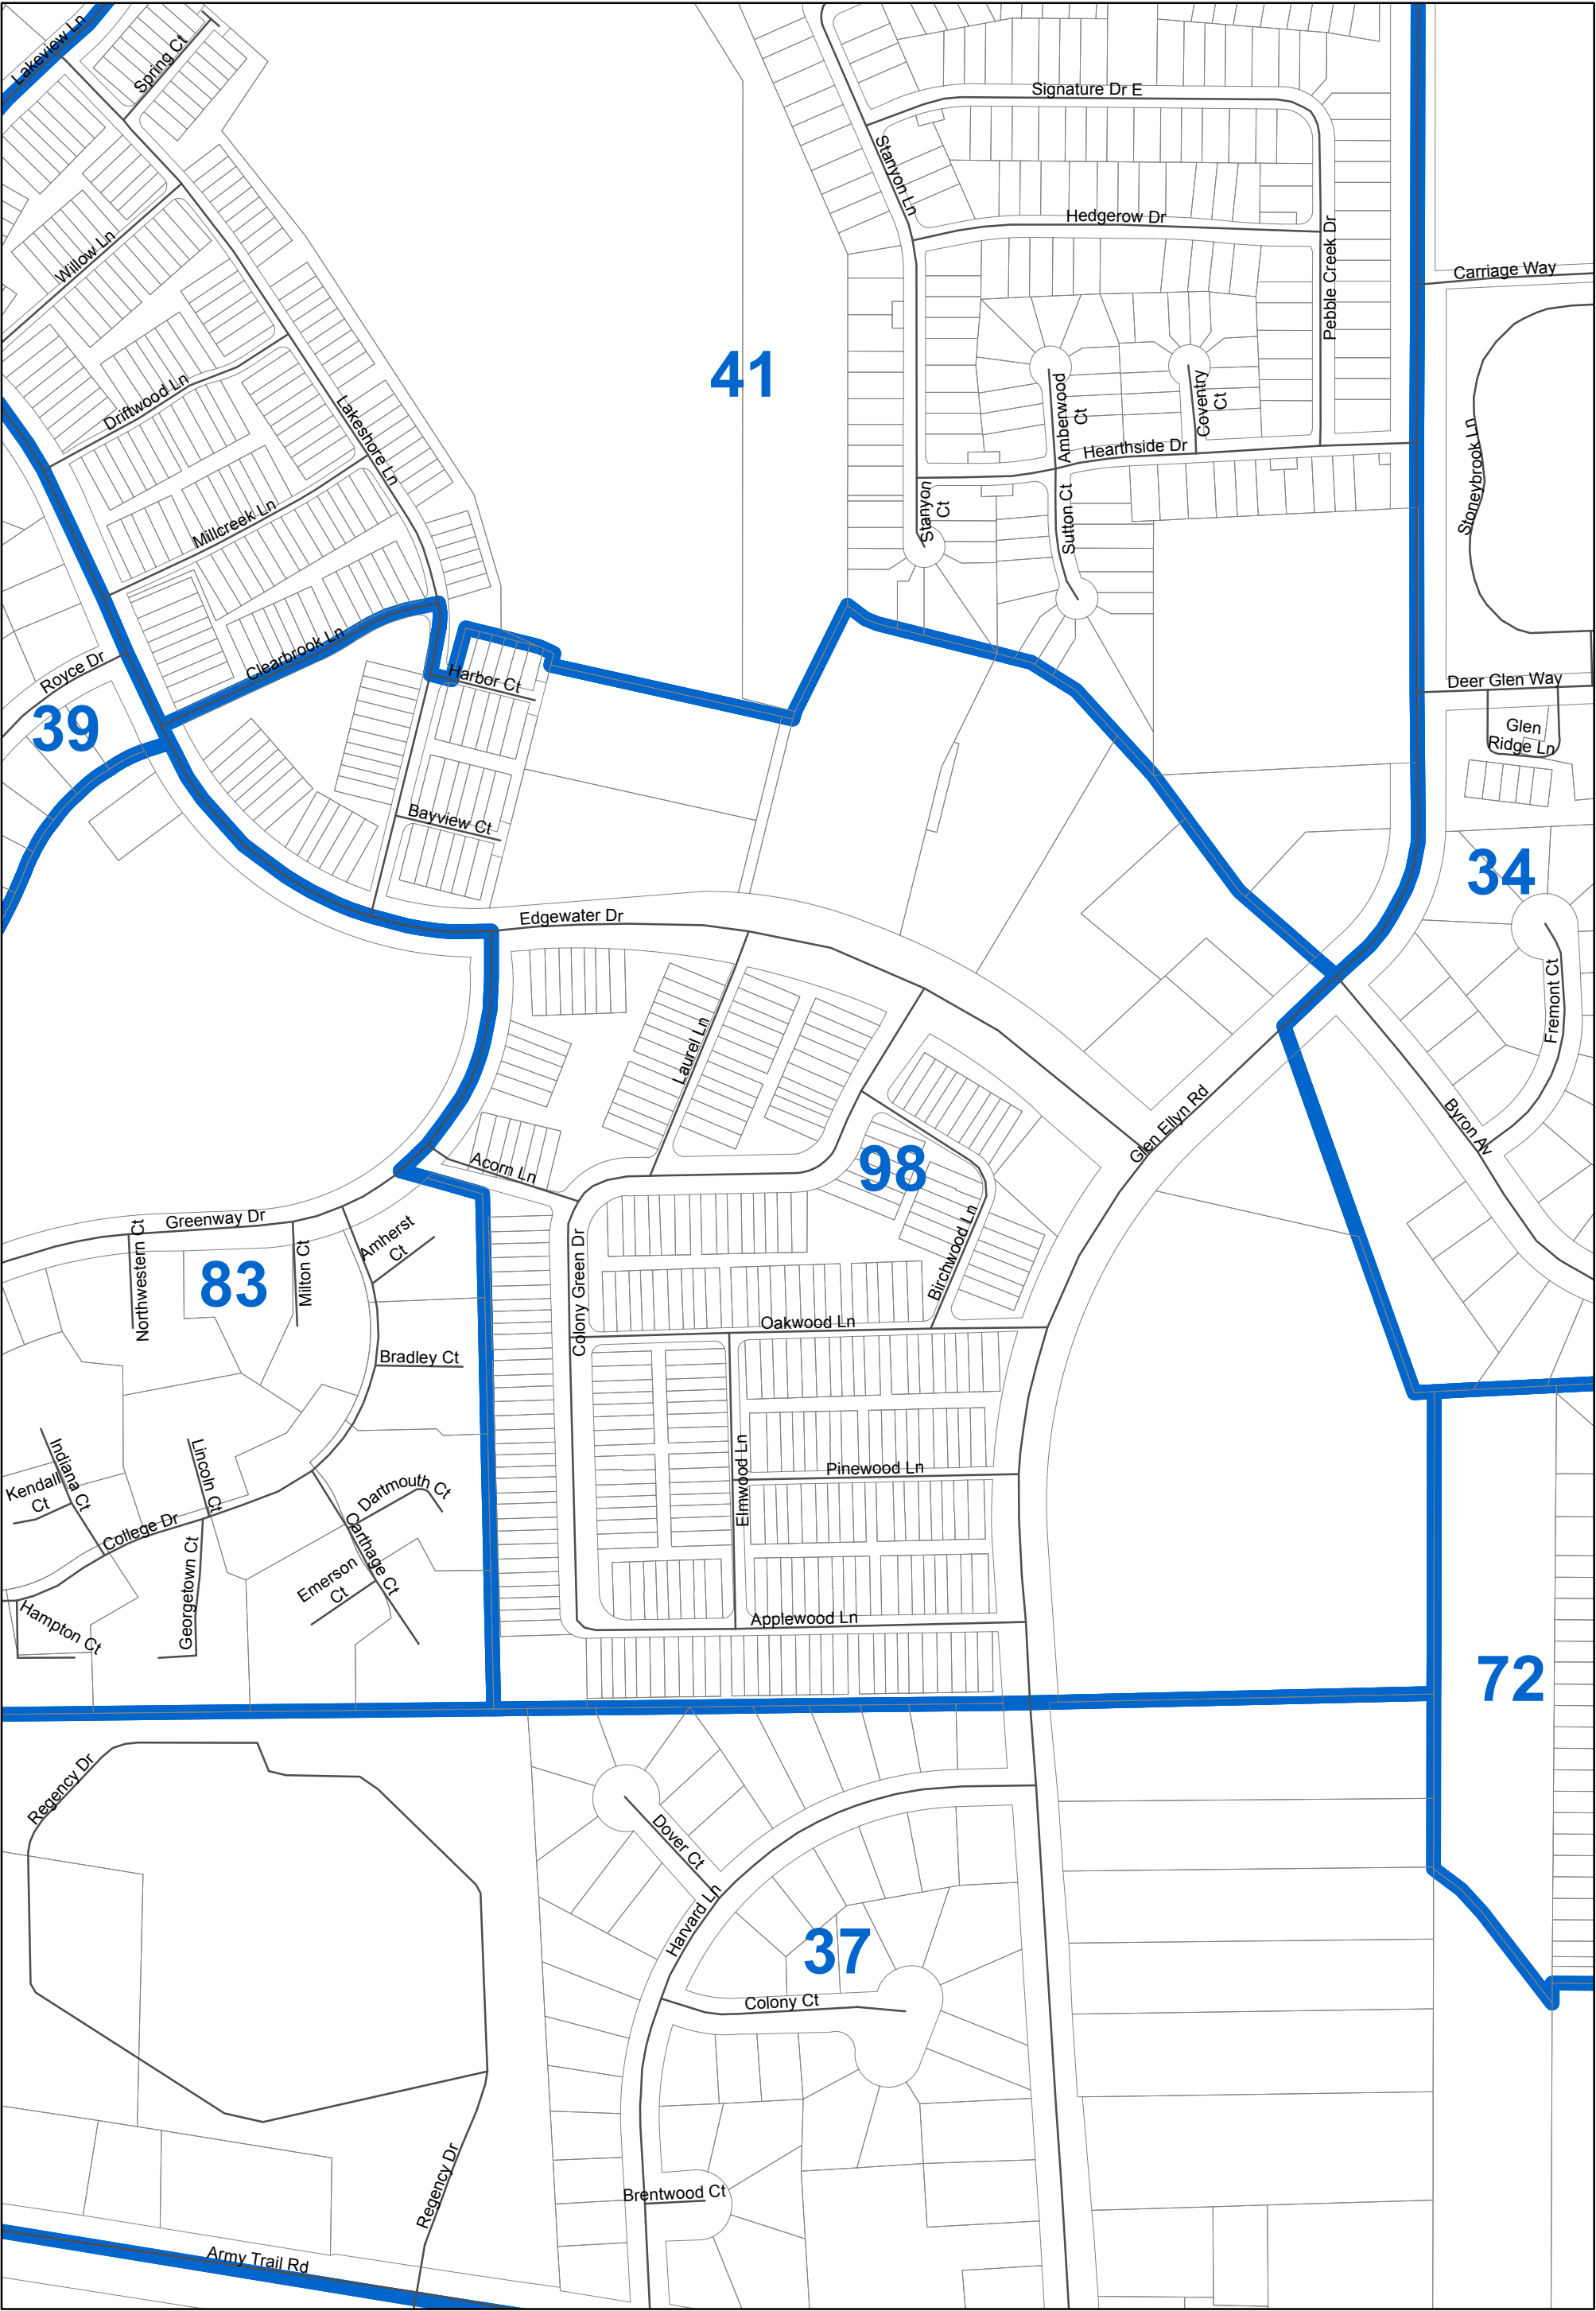 Lakeview Ln
Spring Ct
Signature Dr E
Stanyon Ln
Hedgerow Dr
Pebble Creek Dr
Willow Ln
Carriage Way
41
Driftwood Ln
Lakeshore Ln
Amberwood
Ct
Coventry
Ct
Hearthside Dr
Stoneybrook Ln
Millcreek Ln
Stanyon
Ct
Sutton Ct
Clearbrook Ln
Royce Dr
Harbor Ct
Deer Glen Way
39
Glen
Ridge Ln
Bayview Ct
34
Edgewater Dr
Fremont Ct
Laurel Ln
Glen Ellyn Rd
Byron Av
Acorn Ln
98
Greenway Dr
Northwestern Ct
Milton Ct
Amherst
Ct
83
Colony Green Dr
Birchwood Ln
Oakwood Ln
Bradley Ct
Indiana Ct
Kendall
Ct
Lincoln Ct
Elmwood Ln
Pinewood Ln
Dartmouth Ct
College Dr
Carthage Ct
Georgetown Ct
Emerson
Ct
Hampton Ct
Applewood Ln
72
Regency Dr
Dover Ct
Harvard Ln
37
Colony Ct
Regency Dr
Brentwood Ct
Army Trail Rd